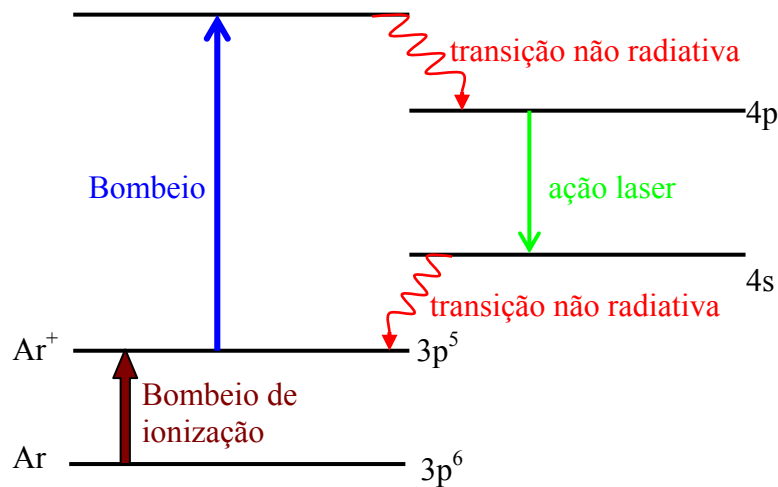 transição não radiativa
4p
Bombeio
ação laser
4s
transição não radiativa
Ar⁺
3p⁵
Bombeio de
ionização
Ar
3p⁶